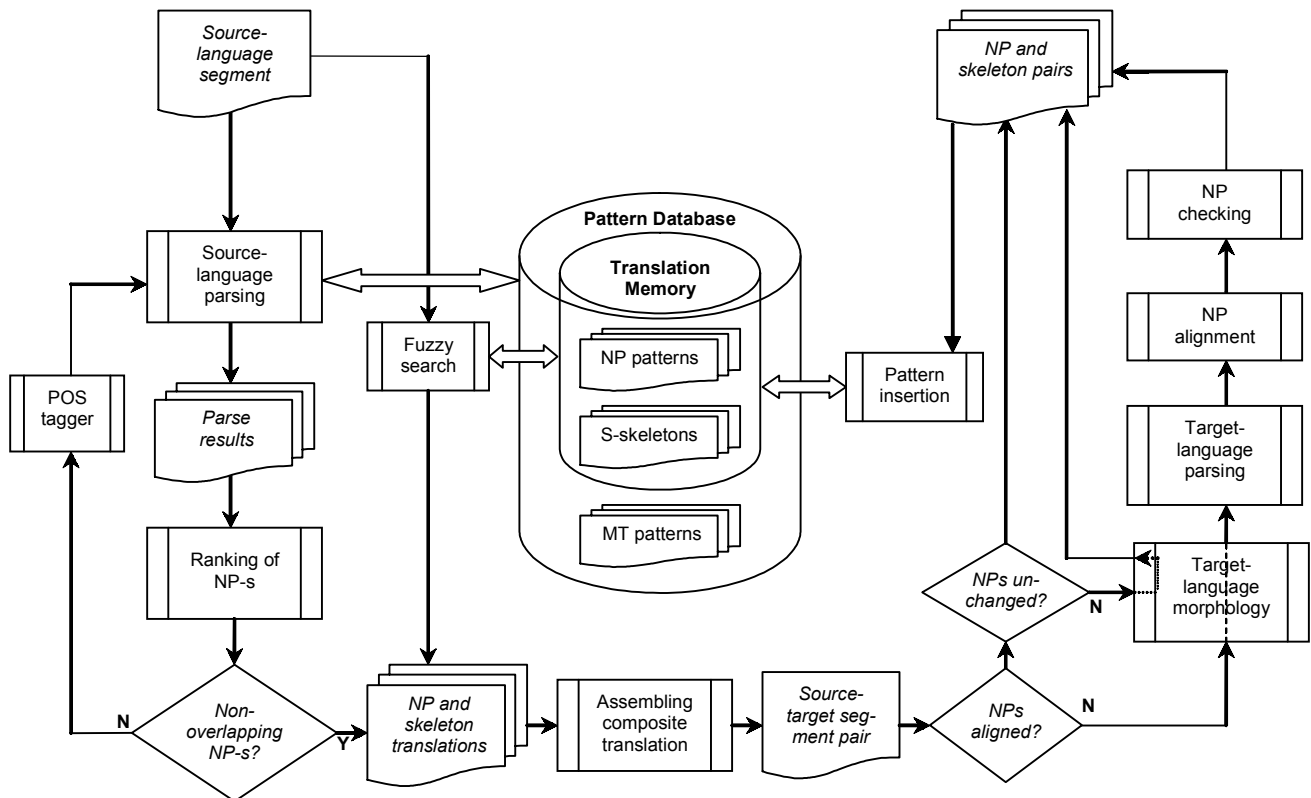 Source-
language
segment
NP and
skeleton pairs
Pattern Database
Translation
Memory
NP patterns
S-skeletons
MT patterns
Source-
language
parsing
Fuzzy
search
POS
tagger
Parse
results
Ranking of
NP-s
Non-
overlapping
NP-s?
N
Y
NP and
skeleton
translations
Assembling
composite
translation
Source-
target seg-
ment pair
NPs
aligned?
N
NPs un-
changed?
N
Target-
language
morphology
Target-
language
parsing
NP
alignment
NP
checking
Pattern
insertion